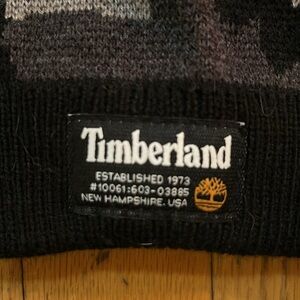 Timberland
ESTABLISHED 1973
#10061:603-03885
NEW HAMPSHIRE. USA